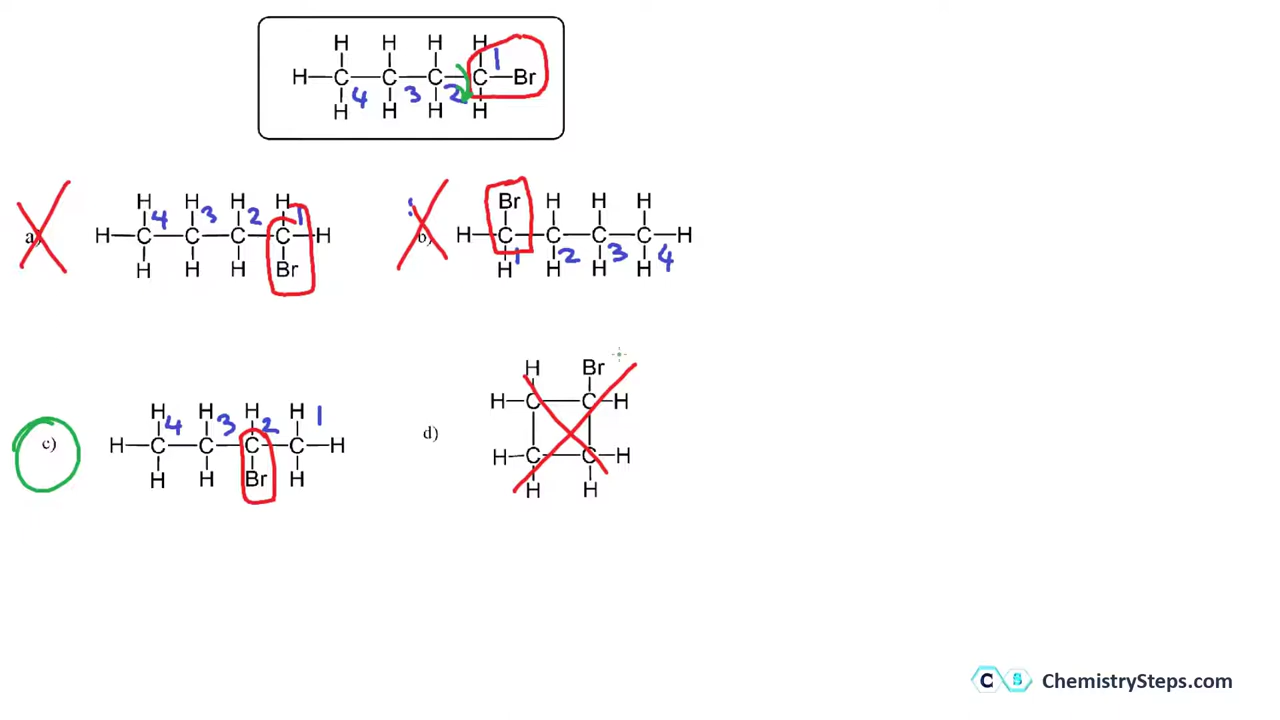 H H H H
H C C C C Br
1
4 3 2
H H H H
H H H H
4 3 2 1
a) H C C C C H
H H H Br
Br H H H
b) H C C C C H
1 2 3 4
H H H H
H H H H
4 3 2 1
c) H C C C C H
H H Br H
H Br
H C C H
d)
H C C H
H H
CS ChemistrySteps.com